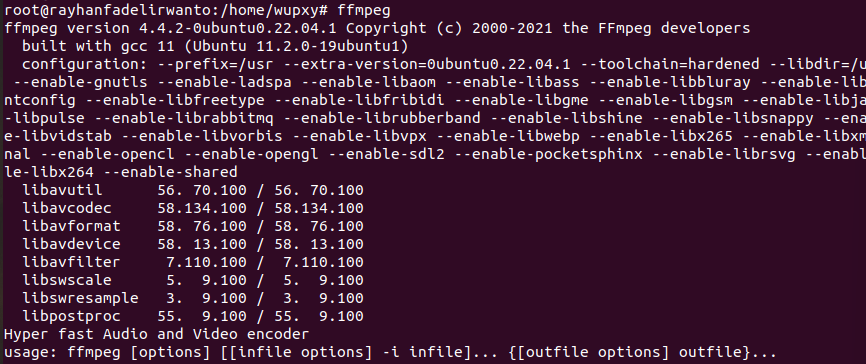 root@rayhanfadelirwanto:/home/wupxy# ffmpeg
ffmpeg version 4.4.2-0ubuntu0.22.04.1 Copyright (c) 2000-2021 the FFmpeg developers
  built with gcc 11 (Ubuntu 11.2.0-19ubuntu1)
  configuration: --prefix=/usr --extra-version=0ubuntu0.22.04.1 --toolchain=hardened --libdir=/u
 --enable-gnutls --enable-ladspa --enable-libaom --enable-libass --enable-libbluray --enable-lib
ntconfig --enable-libfreetype --enable-libfribidi --enable-libgme --enable-libgsm --enable-libja
-libpulse --enable-librabbitmq --enable-librubberband --enable-libshine --enable-libsnappy --ena
e-libvidstab --enable-libvorbis --enable-libvpx --enable-libwebp --enable-libx265 --enable-libxm
nal --enable-opencl --enable-opengl --enable-sdl2 --enable-pocketsphinx --enable-librsvg --enabl
le-libx264 --enable-shared
  libavutil      56. 70.100 / 56. 70.100
  libavcodec     58.134.100 / 58.134.100
  libavformat    58. 76.100 / 58. 76.100
  libavdevice    58. 13.100 / 58. 13.100
  libavfilter     7.110.100 /  7.110.100
  libswscale      5.  9.100 /  5.  9.100
  libswresample   3.  9.100 /  3.  9.100
  libpostproc    55.  9.100 / 55.  9.100
Hyper fast Audio and Video encoder
usage: ffmpeg [options] [[infile options] -i infile]... {[outfile options] outfile}...